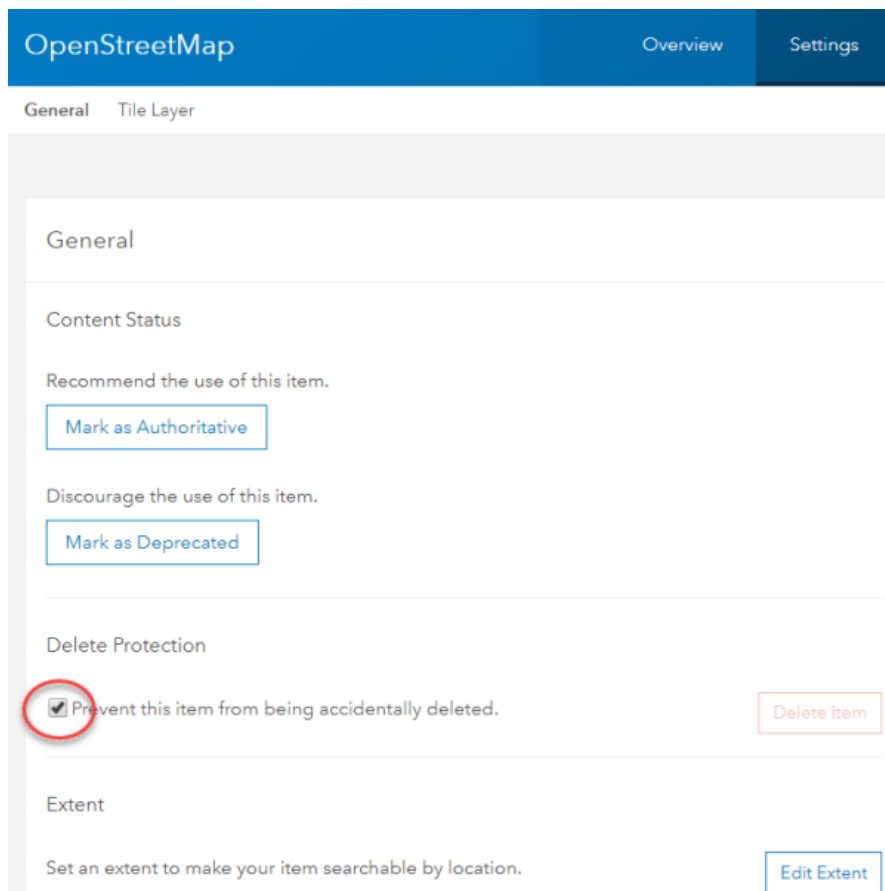 OpenStreetMap Overview Settings
General Tile Layer
General
Content Status
Recommend the use of this item.
Mark as Authoritative
Discourage the use of this item.
Mark as Deprecated
Delete Protection
Prevent this item from being accidentally deleted. Delete Item
Extent
Set an extent to make your item searchable by location. Edit Extent